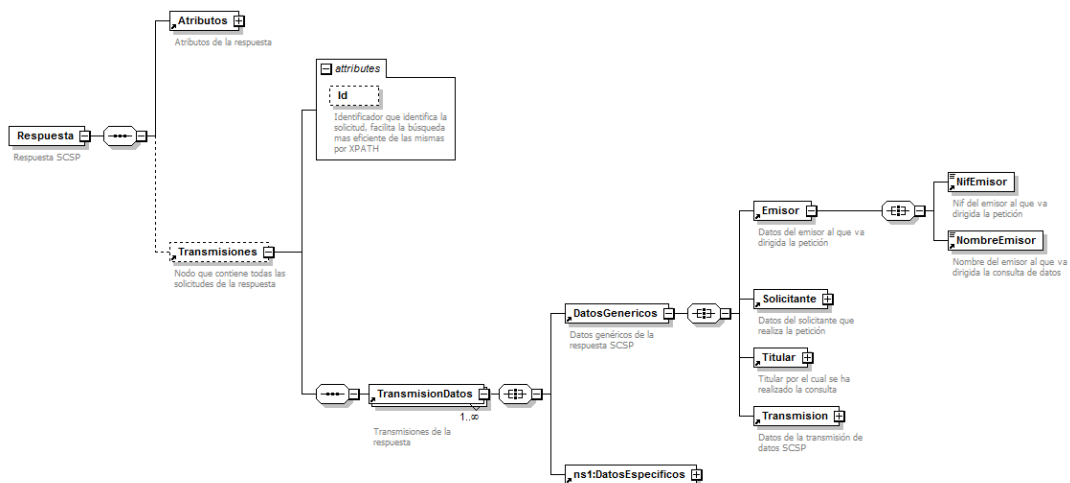 Atributos
Atributos de la respuesta
attributes
Id
Identificador que identifica la
solicitud, facilita la búsqueda
mas eficiente de las mismas
por XPATH
Respuesta
Respuesta SCSP
Transmisiones
Nodo que contiene todas las
solicitudes de la respuesta
Emisor
Datos del emisor al que va
dirigida la petición
NifEmisor
Nif del emisor al que va
dirigida la petición
NombreEmisor
Nombre del emisor al que va
dirigida la consulta de datos
DatosGenericos
Datos genéricos de la
respuesta SCSP
Solicitante
Datos del solicitante que
realiza la petición
Titular
Titular por el cual se ha
realizado la consulta
Transmision
Datos de la transmisión de
datos SCSP
TransmisionDatos
1..∞
Transmisiones de la
respuesta
ns1:DatosEspecificos